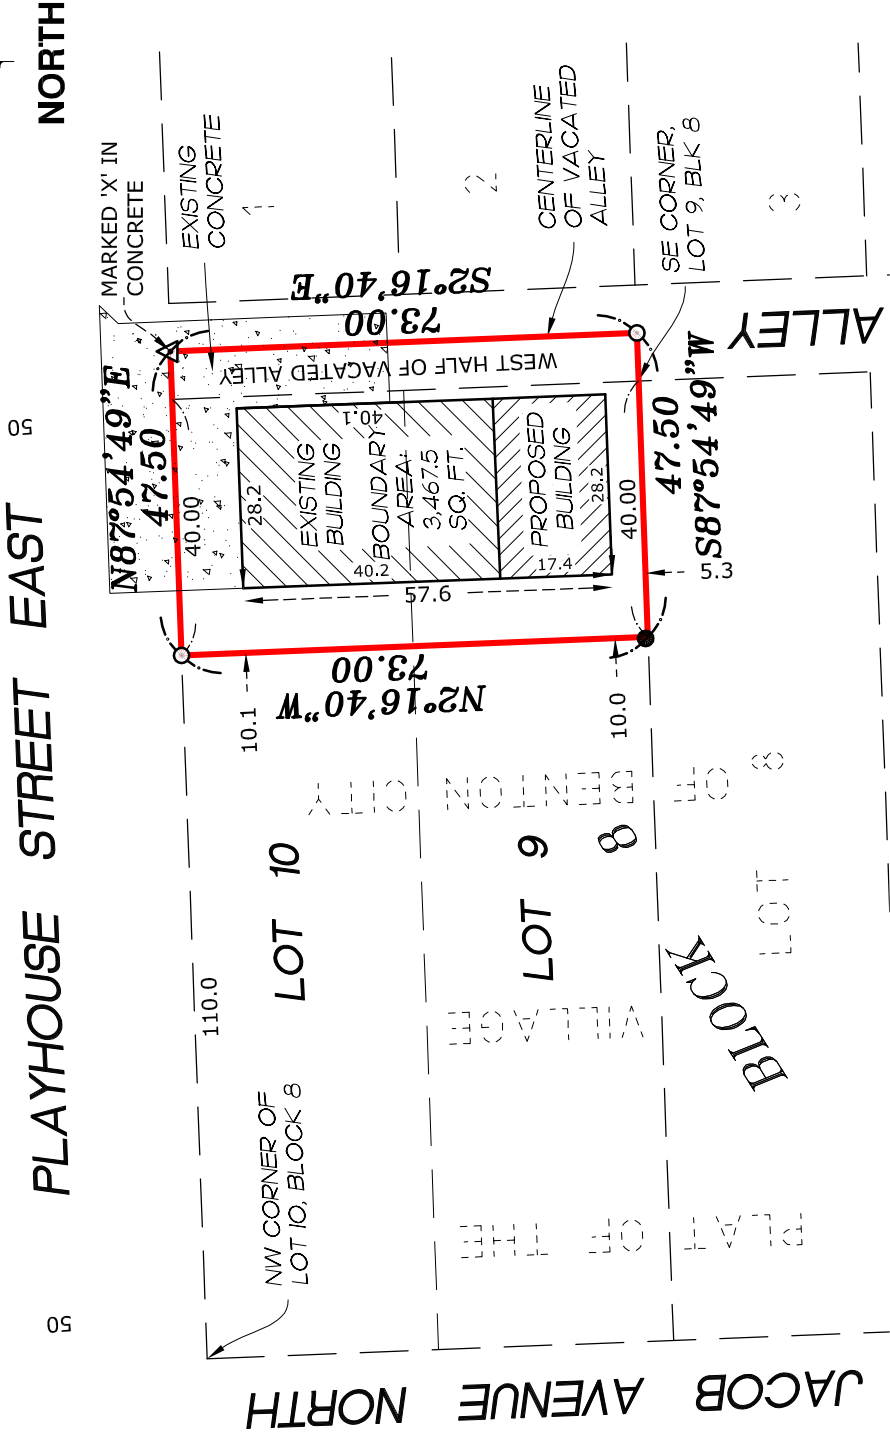 NORTH
PLAYHOUSE STREET EAST
50
50
MARKED 'X' IN
CONCRETE
EXISTING
CONCRETE
1
2
3
CENTERLINE
OF VACATED
ALLEY
SE CORNER,
LOT 9, BLK 8
ALLEY
S2°16'40"E
73.00
WEST HALF OF VACATED ALLEY
N87°54'49"E
47.50
40.00
28.2
40.1
EXISTING
BUILDING
BOUNDARY
AREA:
3,467.5
SQ. FT.
40.2
PROPOSED
BUILDING
28.2
17.4
57.6
40.00
47.50
S87°54'49"W
5.3
73.00
N2°16'40"W
10.1
10.0
110.0
LOT 10
LOT 9
BLOCK 8
LOT 8
PLAT OF THE
VILLAGE
OF BENTON CITY
NW CORNER OF
LOT 10, BLOCK 8
JACOB AVENUE NORTH